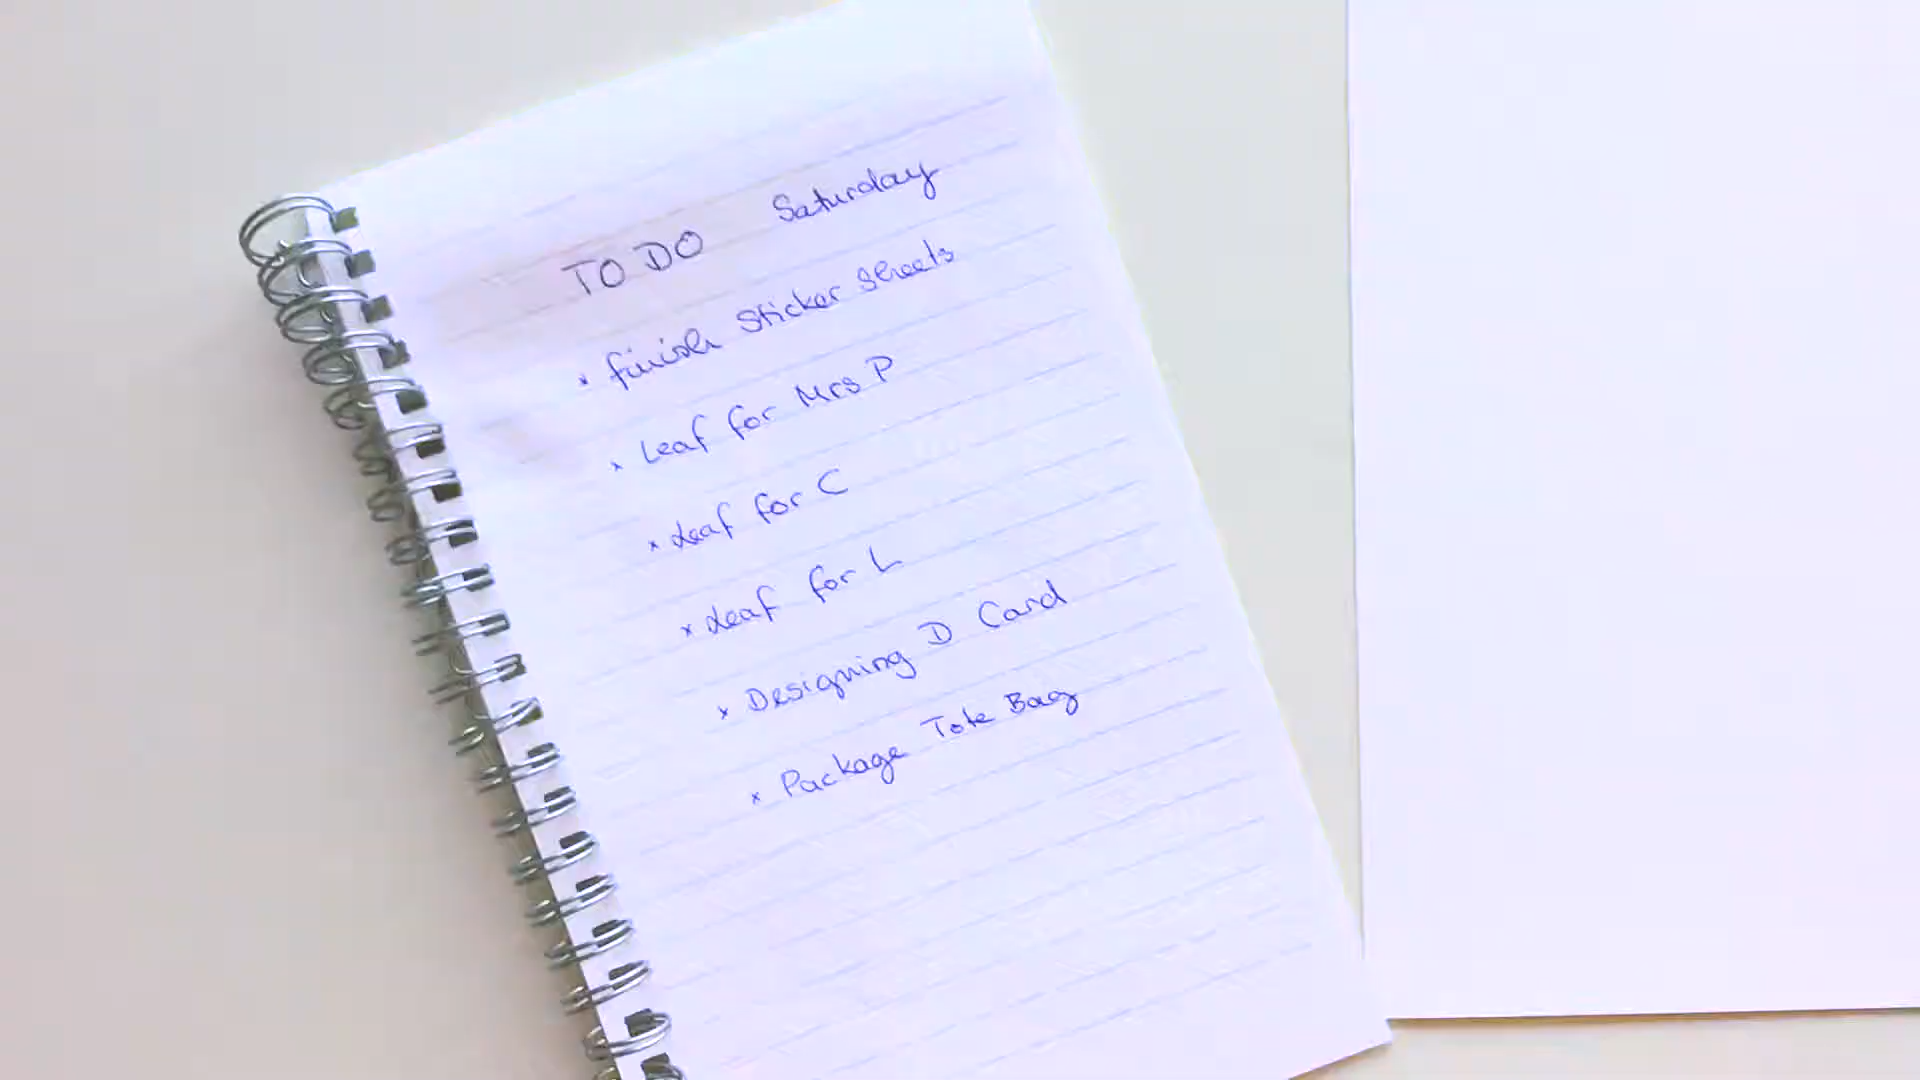 TO DO Saturday
x finish Sticker Sheets
x Leaf for Mrs P
x Leaf for C
x Leaf for L
x Designing D Card
x Package Tote Bag